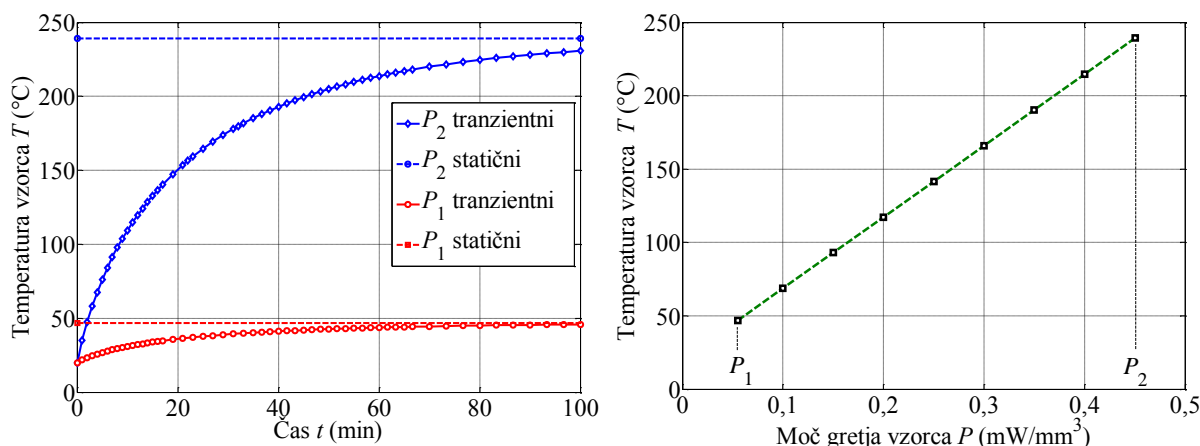 Temperatura vzorca T (°C)
250
200
150
100
50
0
P2 tranzientni
P2 statični
P1 tranzientni
P1 statični
0
20
40
60
80
100
Čas t (min)
Temperatura vzorca T (°C)
250
200
150
100
50
0
P1
P2
0
0,1
0,2
0,3
0,4
0,5
Moč gretja vzorca P (mW/mm³)